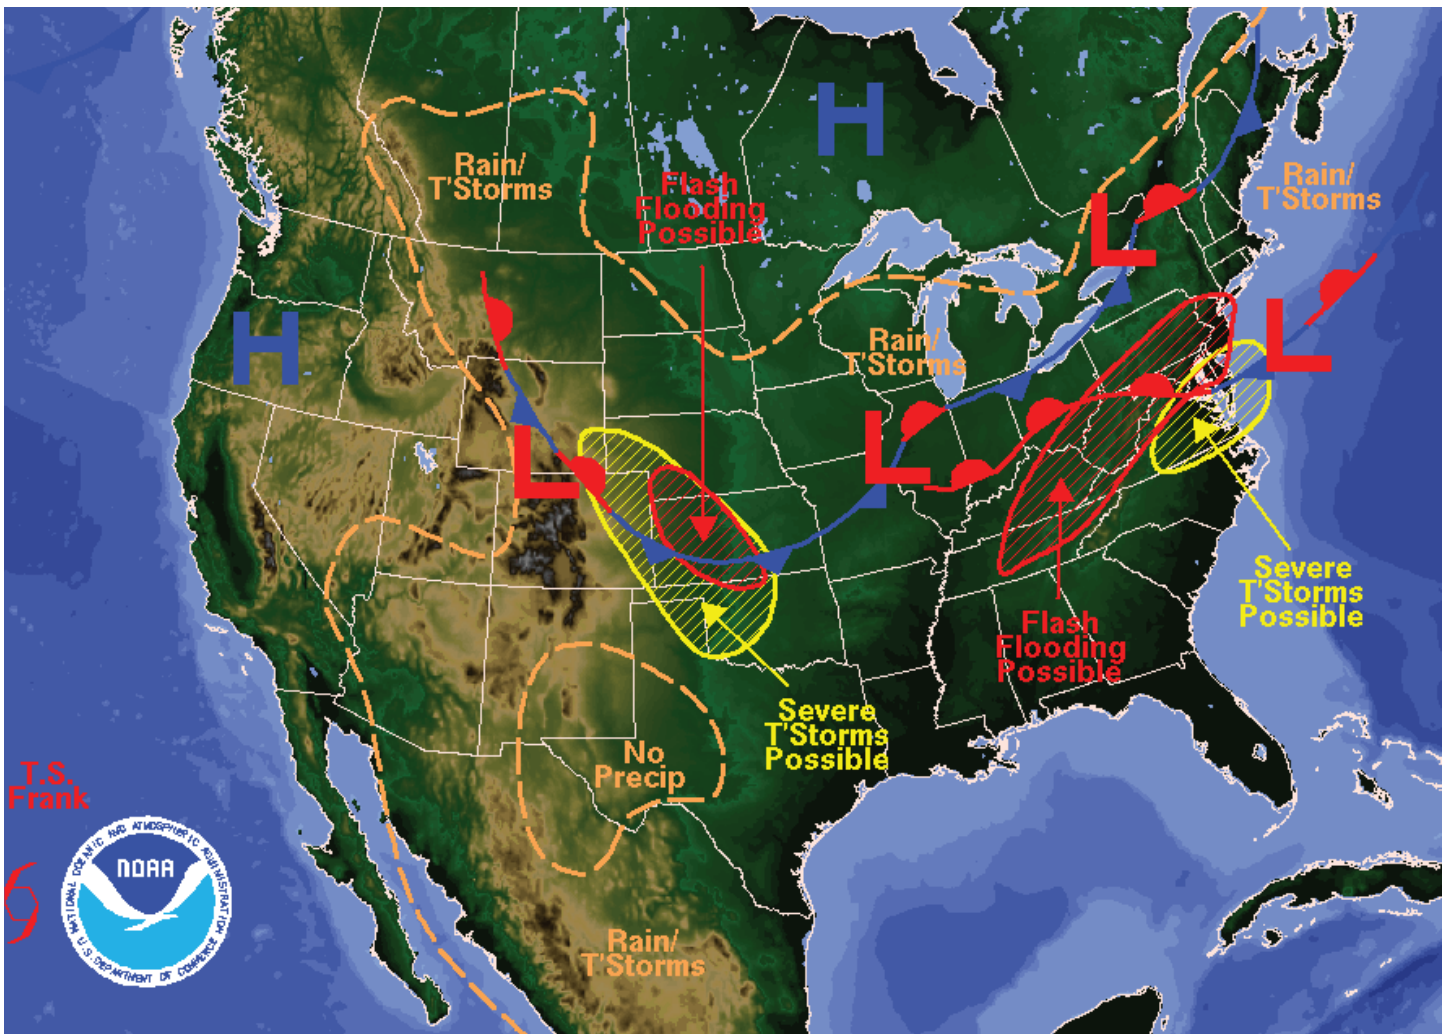 H
Rain/
T'Storms
Flash
Flooding
Possible
Rain/
T'Storms
L
H
L
Rain/
T'Storms
L
L
Severe
T'Storms
Possible
Flash
Flooding
Possible
Severe
T'Storms
Possible
No
Precip
T.S.
Frank
NATIONAL OCEANIC AND ATMOSPHERIC ADMINISTRATION
NOAA
U.S. DEPARTMENT OF COMMERCE
Rain/
T'Storms